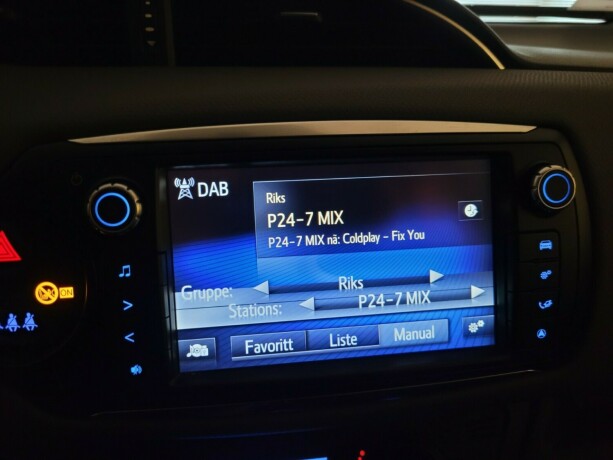 DAB
Riks
P24-7 MIX
P24-7 MIX nå: Coldplay - Fix You
Gruppe: Riks
Stations: P24-7 MIX
Favoritt Liste Manual
ON